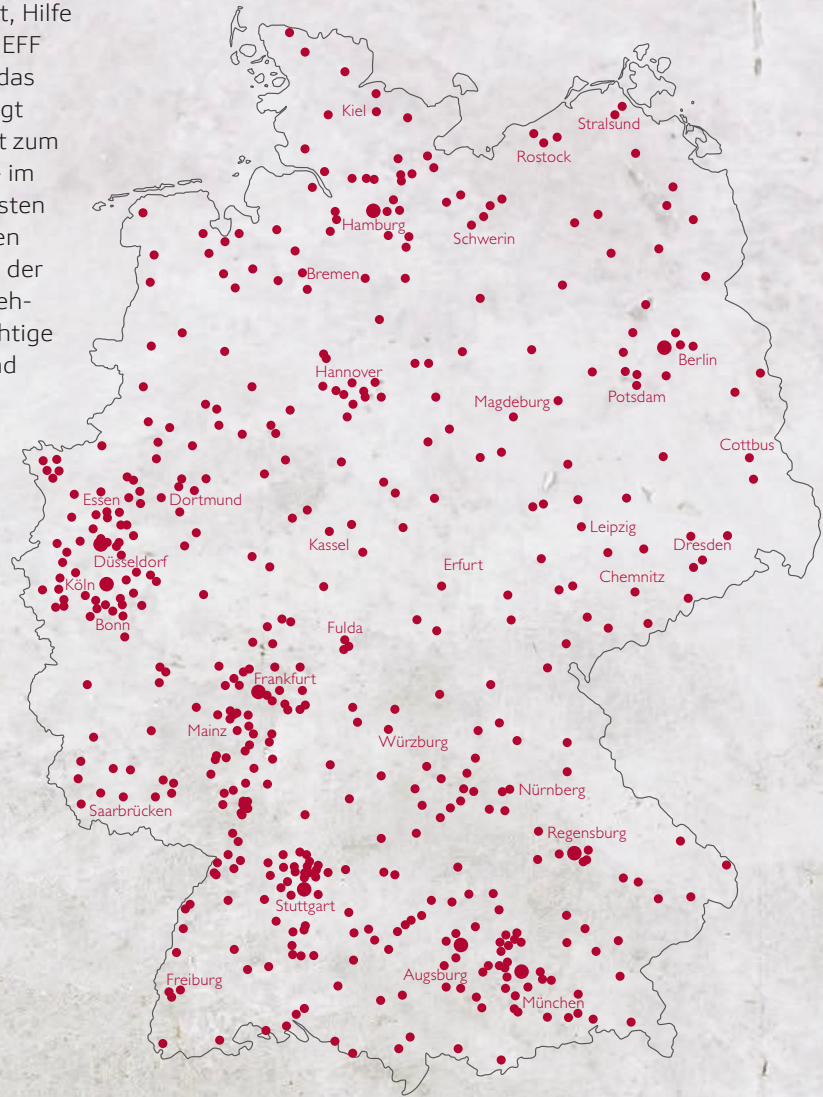 t, Hilfe
EFF
das
gt
t zum
im
sten
en
der
eh-
htige
nd
Kiel
Stralsund
Rostock
Hamburg
Schwerin
Bremen
Berlin
Hannover
Potsdam
Magdeburg
Cottbus
Essen
Dortmund
Leipzig
Kassel
Dresden
Düsseldorf
Erfurt
Köln
Chemnitz
Bonn
Fulda
Frankfurt
Mainz
Würzburg
Nürnberg
Saarbrücken
Regensburg
Stuttgart
Augsburg
Freiburg
München